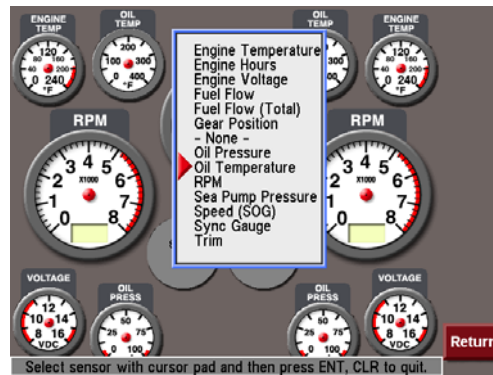 ENGINE
TEMP
40
80
120
160
200
0 240
°F
OIL
TEMP
200
100
300
0 400
°F
OIL
TEMP
300
400
ENGINE
TEMP
40
80
120
160
200
0 240
°F
Engine Temperature
Engine Hours
Engine Voltage
Fuel Flow
Fuel Flow (Total)
Gear Position
- None -
Oil Pressure
Oil Temperature
RPM
Sea Pump Pressure
Speed (SOG)
Sync Gauge
Trim
RPM
0
1
2
3
4
5
6
7
8
X1000
RPM
0
1
2
3
4
5
6
7
8
X1000
VOLTAGE
12
10 14
8 16
VDC
OIL
PRESS
50
25 75
0 100
OIL
PRESS
50
25 75
0 100
VOLTAGE
12
10 14
8 16
VDC
Return
Select sensor with cursor pad and then press ENT, CLR to quit.